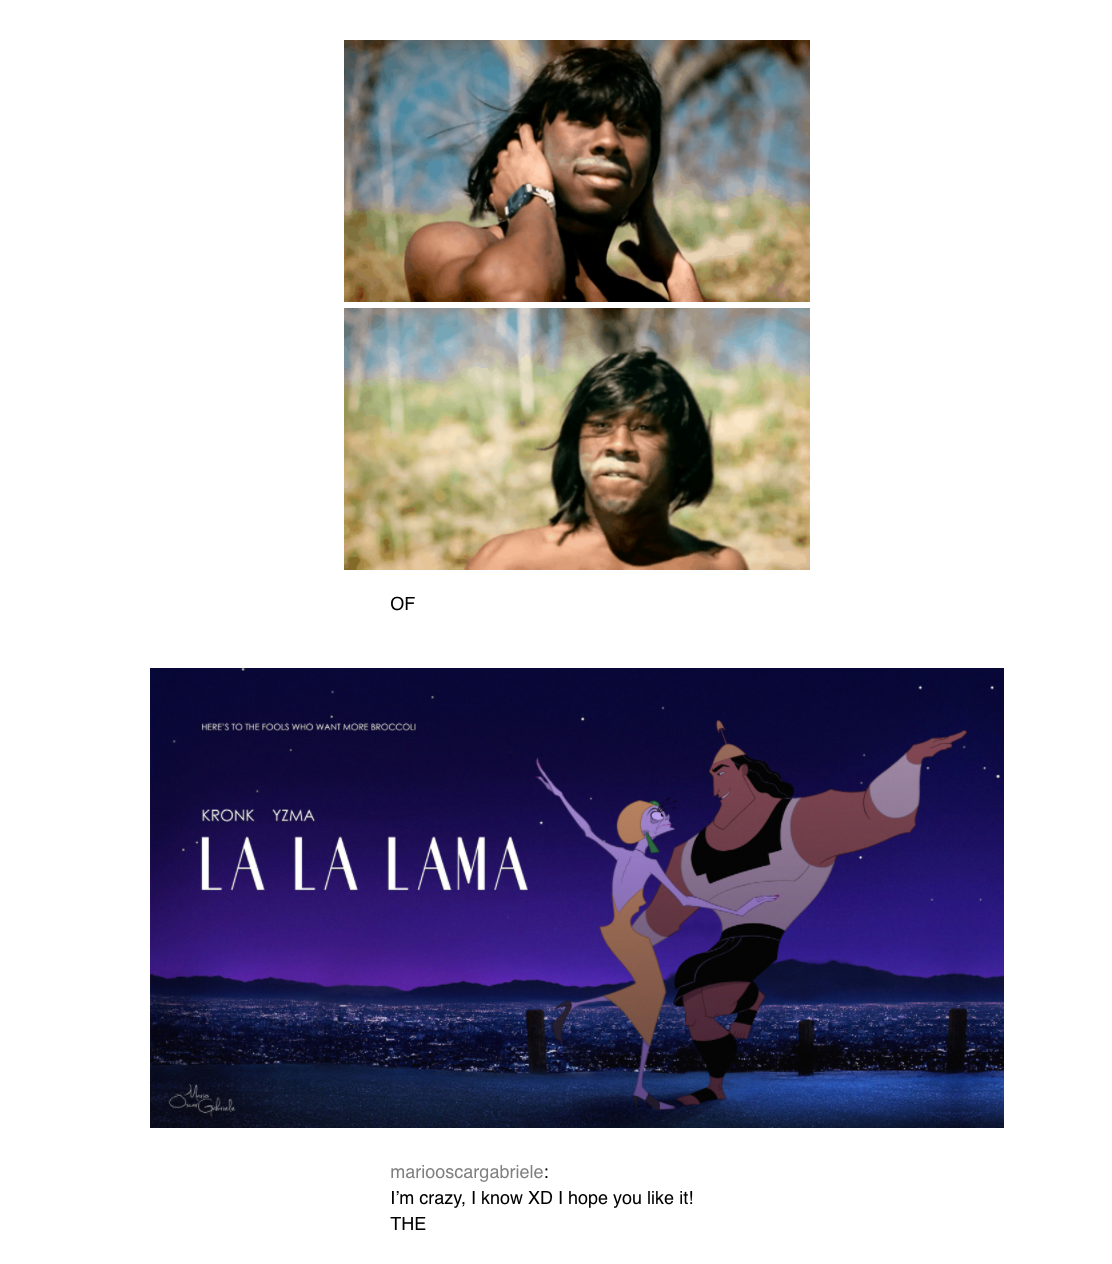 OF
HERE'S TO THE FOOLS WHO WANT MORE BROCCOLI
KRONK YZMA
LA LA LAMA
Mario
Oscar Gabriele
mariooscargabriele:
I’m crazy, I know XD I hope you like it!
THE